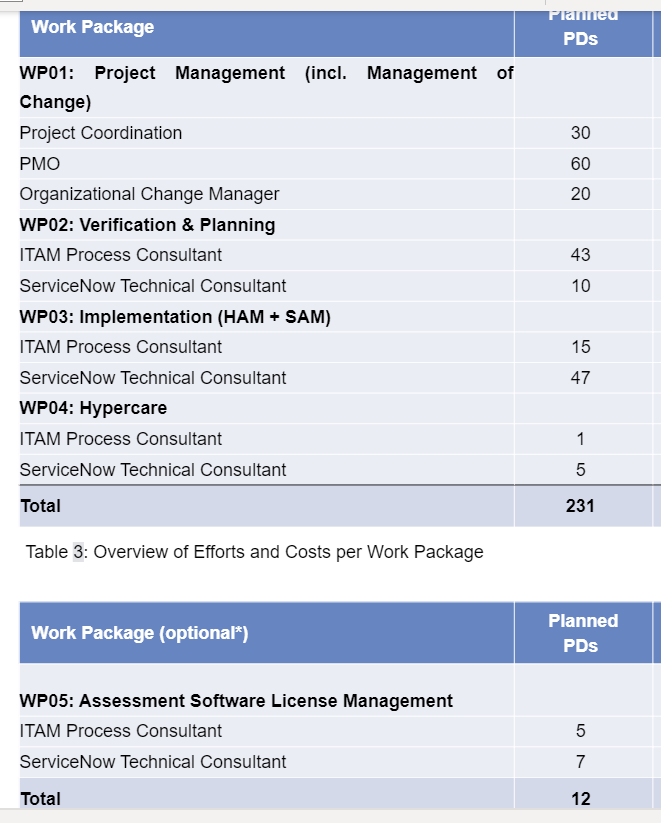 Work Package
Planned
PDs
WP01: Project Management (incl. Management of
Change)
Project Coordination 30
PMO 60
Organizational Change Manager 20
WP02: Verification & Planning
ITAM Process Consultant 43
ServiceNow Technical Consultant 10
WP03: Implementation (HAM + SAM)
ITAM Process Consultant 15
ServiceNow Technical Consultant 47
WP04: Hypercare
ITAM Process Consultant 1
ServiceNow Technical Consultant 5
Total 231
Table 3: Overview of Efforts and Costs per Work Package
Work Package (optional*)
Planned
PDs
WP05: Assessment Software License Management
ITAM Process Consultant 5
ServiceNow Technical Consultant 7
Total 12